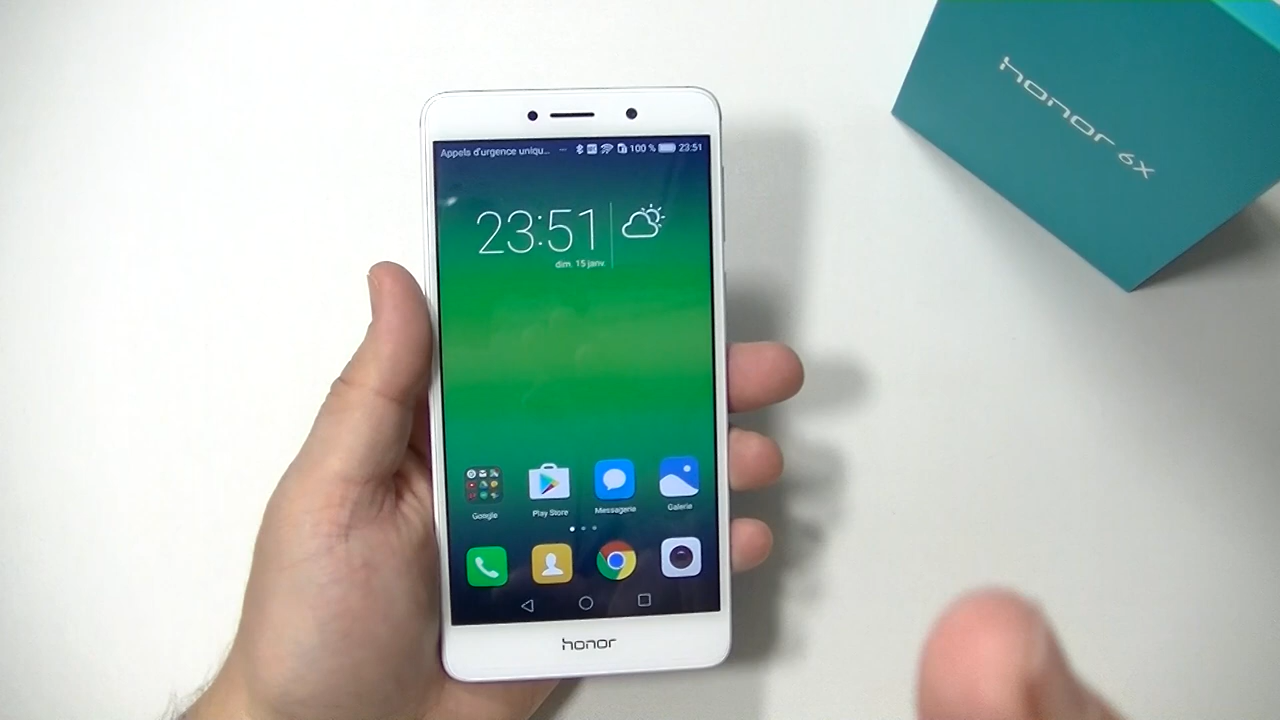 honor 6X
Appels d'urgence uniqu... ... 100 % 23:51
23:51
dim. 15 janv.
Google
Play Store
Messagerie
Galerie
honor